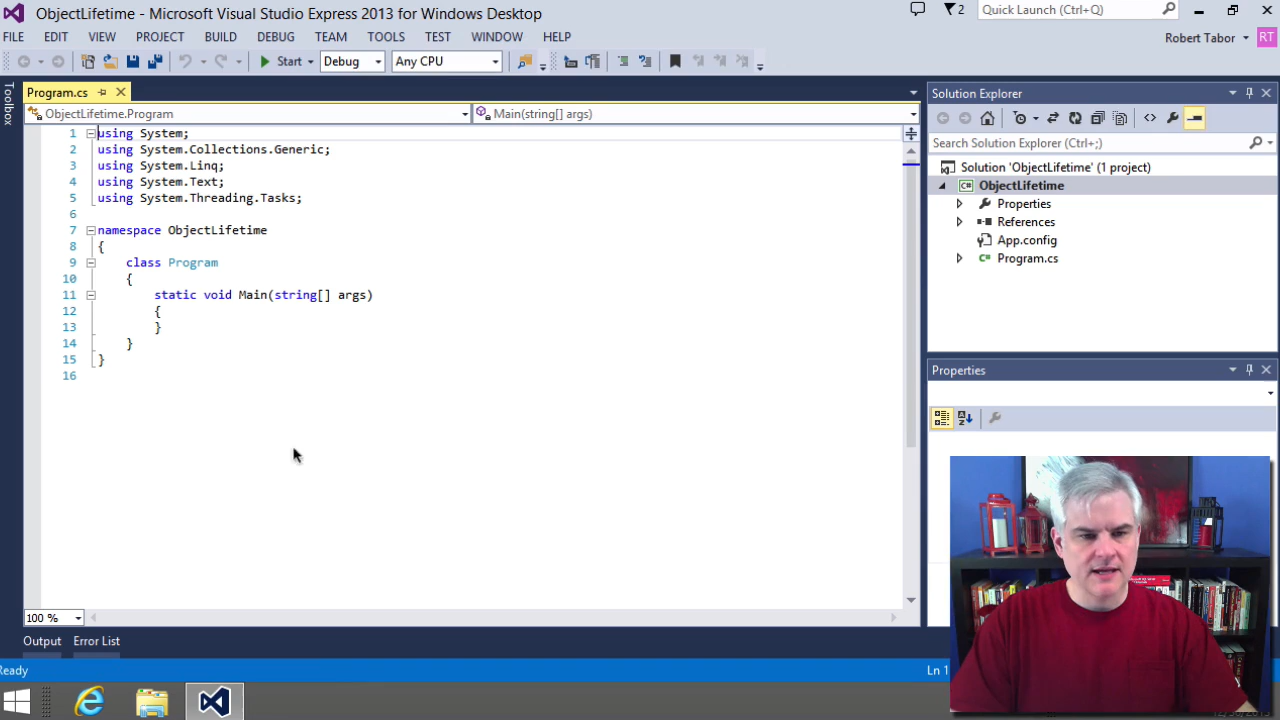 ObjectLifetime - Microsoft Visual Studio Express 2013 for Windows Desktop
2
Quick Launch (Ctrl+Q)
FILE EDIT VIEW PROJECT BUILD DEBUG TEAM TOOLS TEST WINDOW HELP
Robert Tabor
RT
Start Debug Any CPU
Toolbox
Program.cs
ObjectLifetime.Program
Main(string[] args)
1 using System;
2 using System.Collections.Generic;
3 using System.Linq;
4 using System.Text;
5 using System.Threading.Tasks;
6
7 namespace ObjectLifetime
8 {
9 class Program
10 {
11 static void Main(string[] args)
12 {
13 }
14 }
15 }
16
100 %
Solution Explorer
Search Solution Explorer (Ctrl+;)
Solution 'ObjectLifetime' (1 project)
C# ObjectLifetime
Properties
References
App.config
C# Program.cs
Properties
Output Error List
Ready
Ln 1